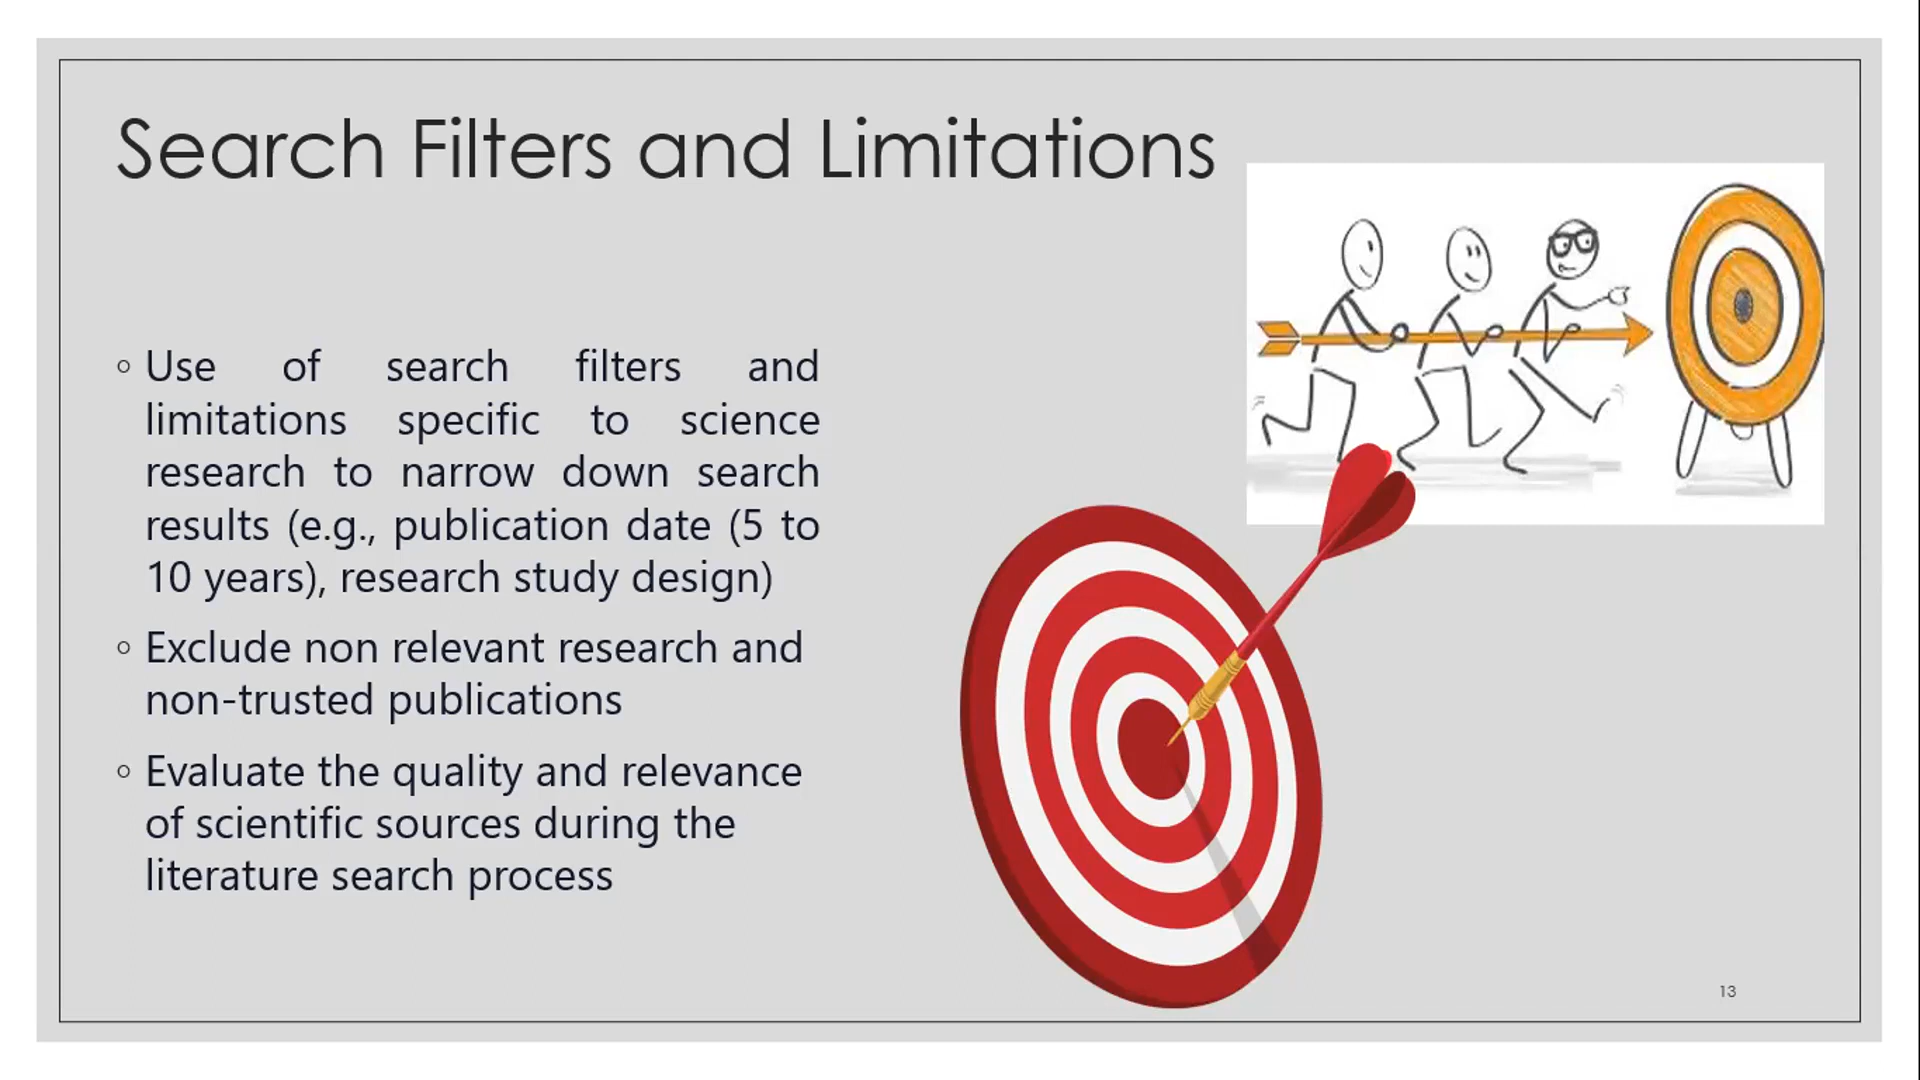 Search Filters and Limitations
◦ Use of search filters and
limitations specific to science
research to narrow down search
results (e.g., publication date (5 to
10 years), research study design)
◦ Exclude non relevant research and
non-trusted publications
◦ Evaluate the quality and relevance
of scientific sources during the
literature search process
13